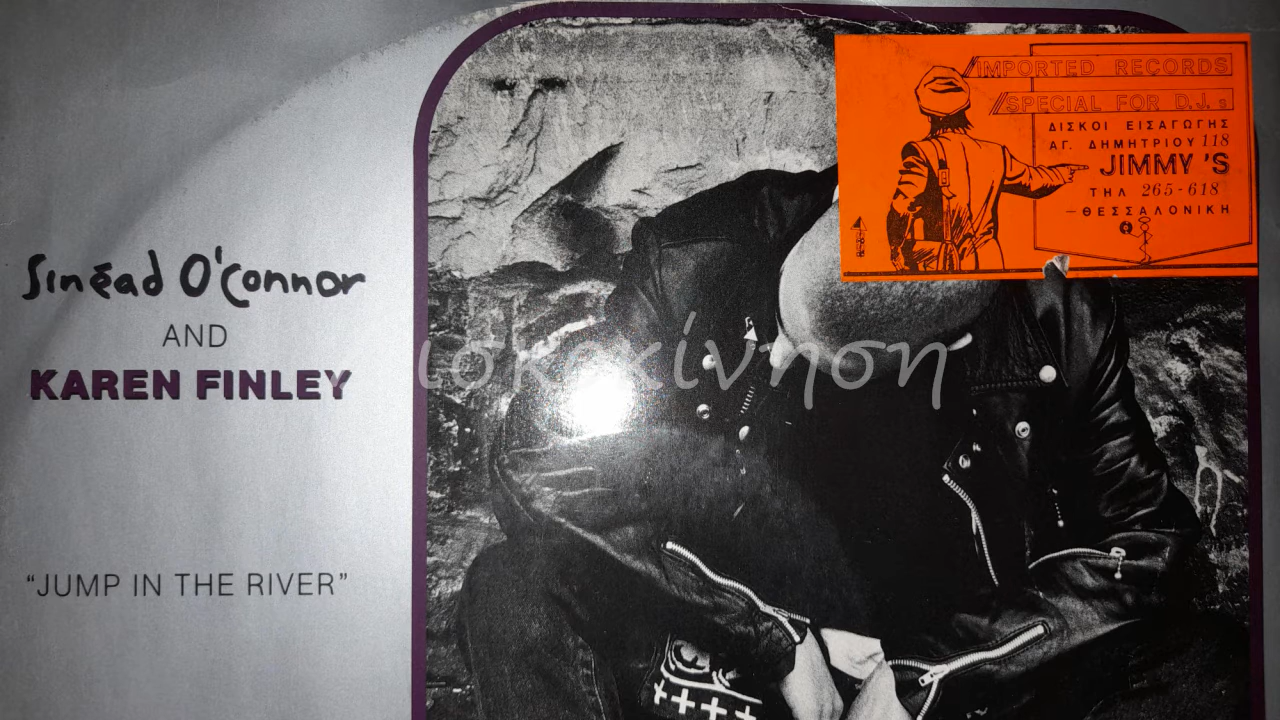 Sinéad O'Connor
AND
KAREN FINLEY
"JUMP IN THE RIVER"
IMPORTED RECORDS
SPECIAL FOR D.J.s
ΔΙΣΚΟΙ ΕΙΣΑΓΩΓΗΣ
ΑΓ. ΔΗΜΗΤΡΙΟΥ 118
JIMMY 'S
ΤΗΛ 265-618
—ΘΕΣΣΑΛΟΝΙΚΗ